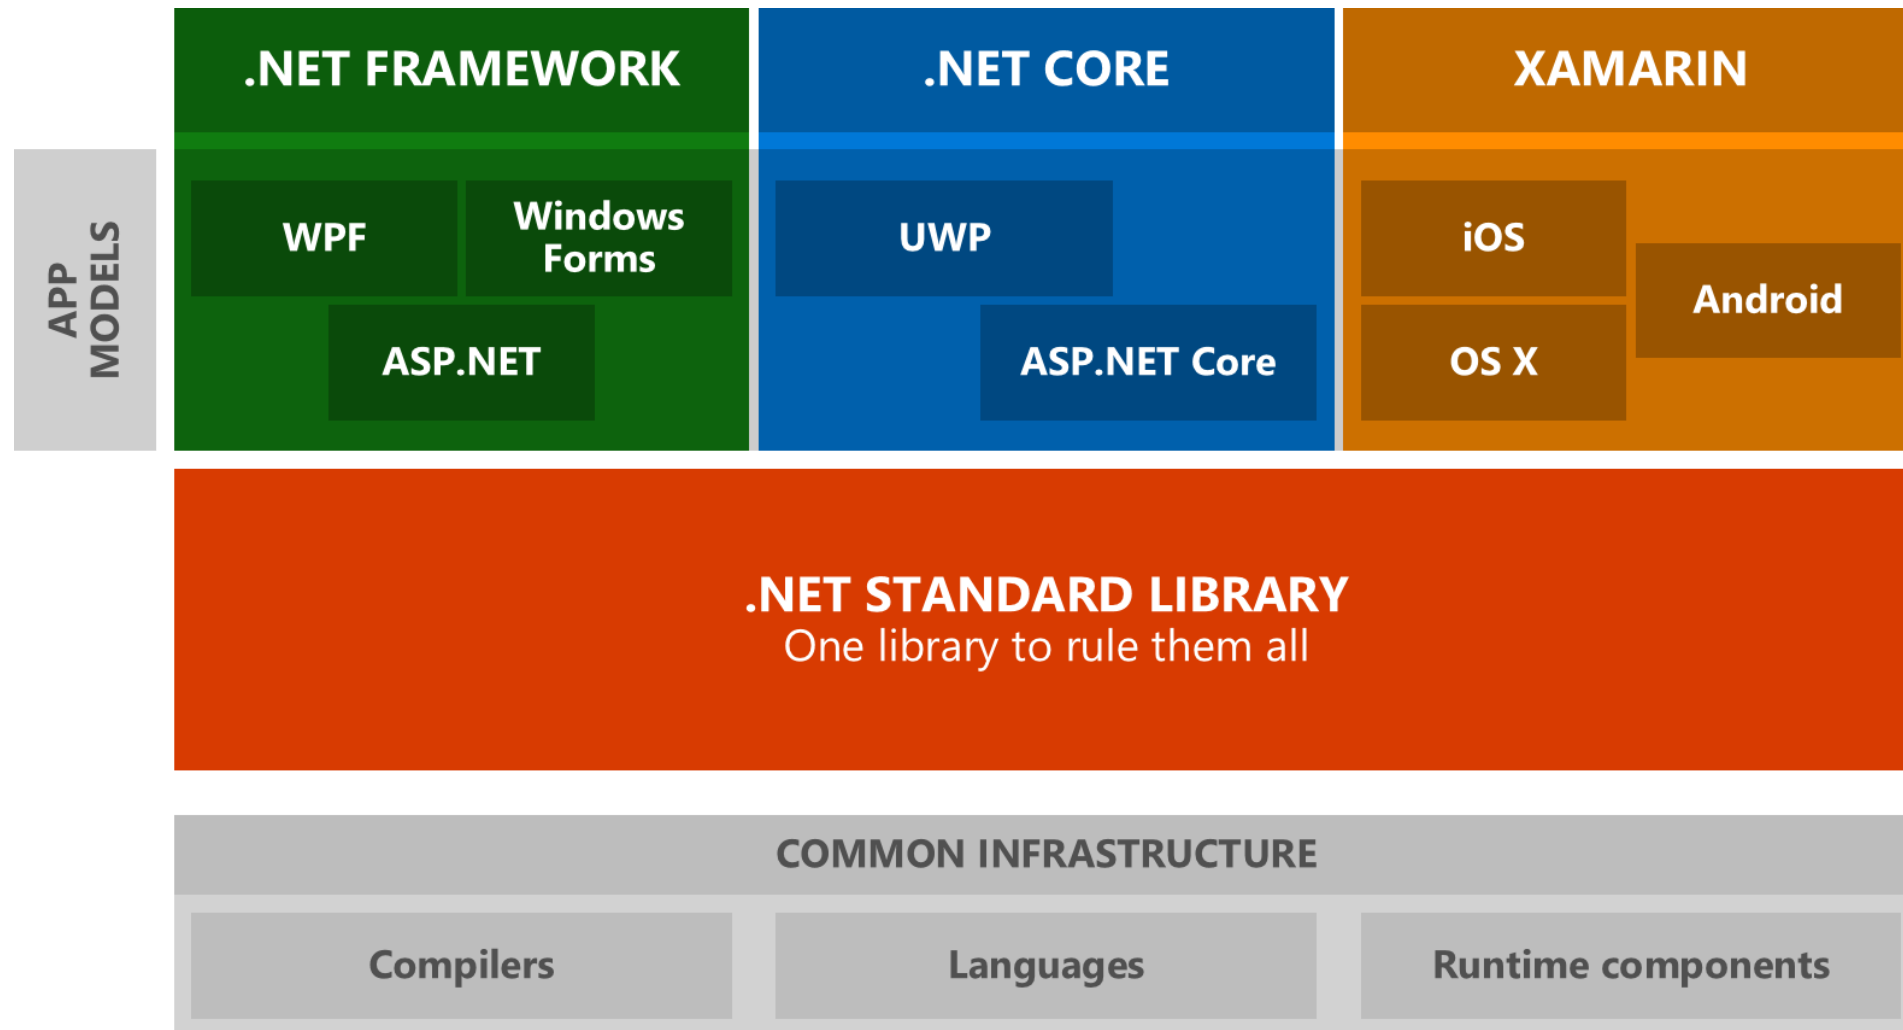 .NET FRAMEWORK
.NET CORE
XAMARIN
APP
MODELS
WPF
Windows
Forms
ASP.NET
UWP
ASP.NET Core
iOS
Android
OS X
.NET STANDARD LIBRARY
One library to rule them all
COMMON INFRASTRUCTURE
Compilers
Languages
Runtime components